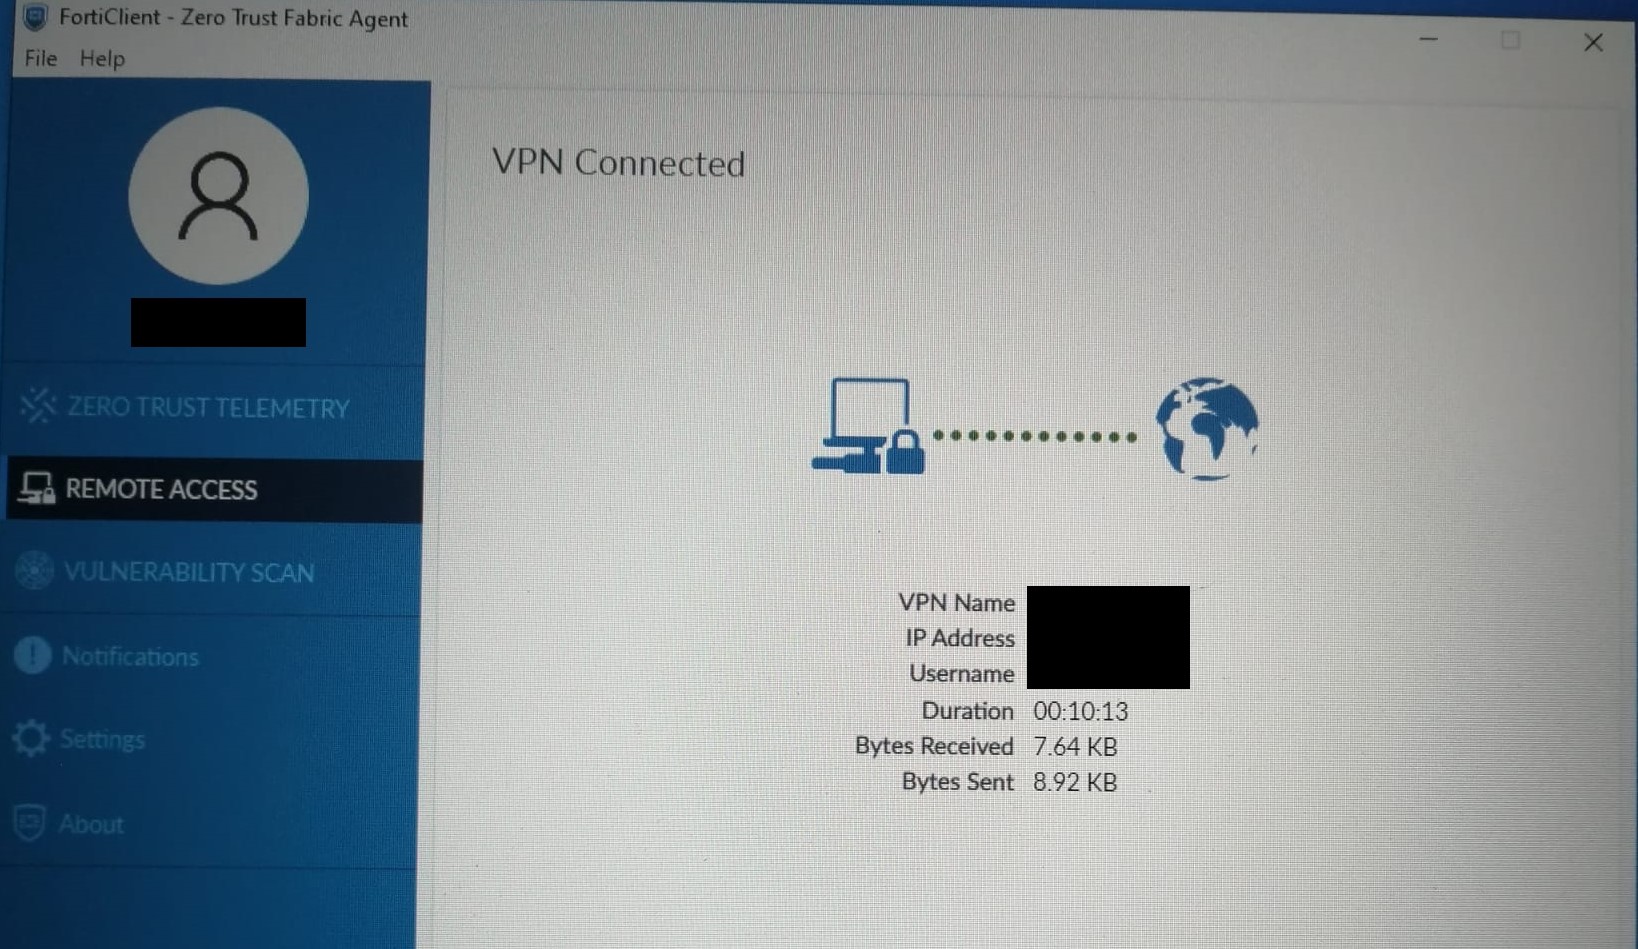 FortiClient - Zero Trust Fabric Agent
File Help
ZERO TRUST TELEMETRY
REMOTE ACCESS
VULNERABILITY SCAN
Notifications
Settings
About
VPN Connected
VPN Name
IP Address
Username
Duration 00:10:13
Bytes Received 7.64 KB
Bytes Sent 8.92 KB